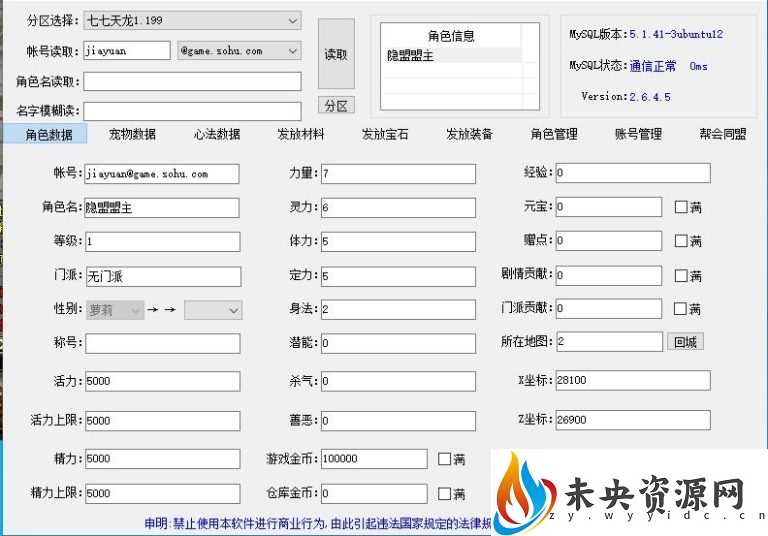 分区选择: 七七天龙1.199
帐号读取: jiayuan @game.zohu.com 读取
角色名读取:
名字模糊读: 分区
角色信息
隐盟盟主
MySQL版本:5.1.41-3ubuntu12
MySQL状态:通信正常 0ms
Version:2.6.4.5
角色数据 宠物数据 心法数据 发放材料 发放宝石 发放装备 角色管理 账号管理 帮会同盟
帐号: jiayuan@game.zohu.com 力量: 7 经验: 0
角色名: 隐盟盟主 灵力: 6 元宝: 0 满
等级: 1 体力: 5 赠点: 0 满
门派: 无门派 定力: 5 剧情贡献: 0 满
性别: 萝莉 →→ 身法: 2 门派贡献: 0 满
称号: 潜能: 0 所在地图: 2 回城
活力: 5000 杀气: 0 X坐标: 28100
活力上限: 5000 善恶: 0 Z坐标: 26900
精力: 5000 游戏金币: 100000 满
精力上限: 5000 仓库金币: 0 满
申明:禁止使用本软件进行商业行为,由此引起违法国家规定的法律
未央资源网
zy.wyyidc.cn